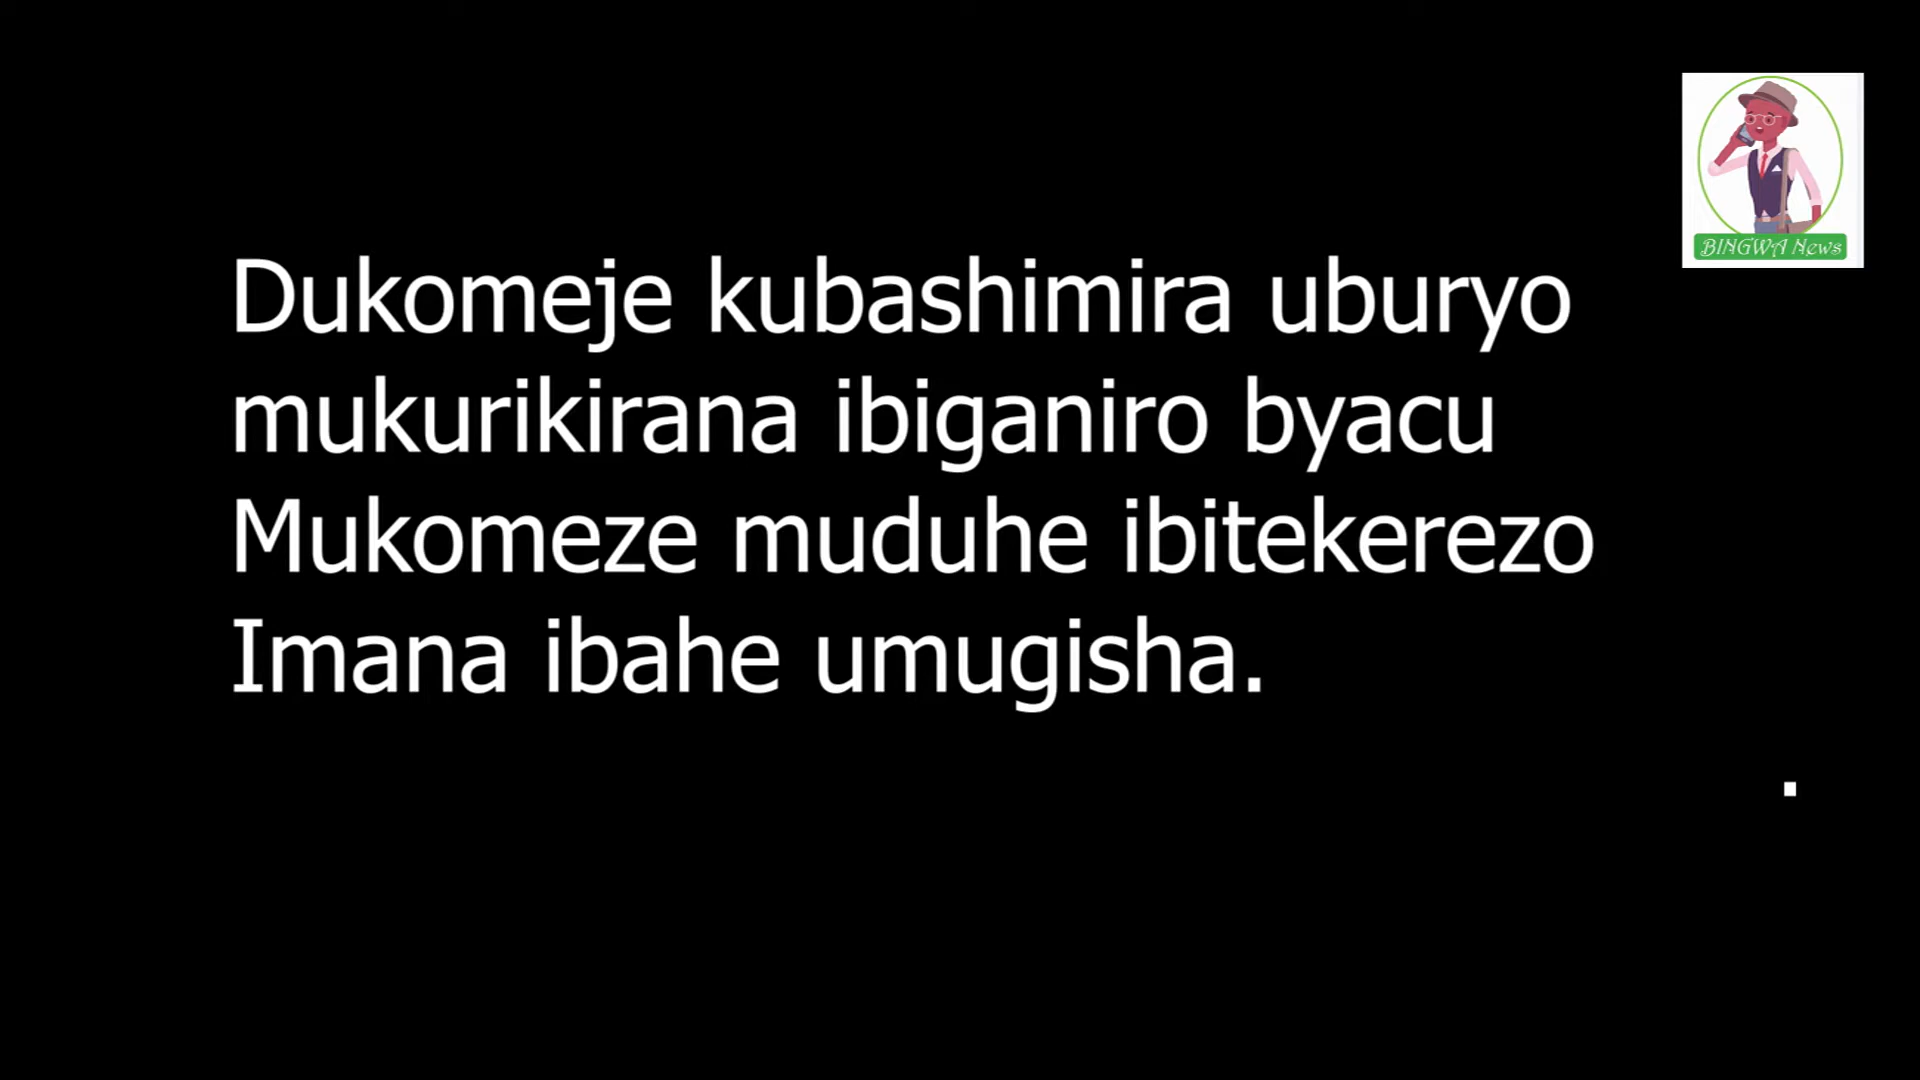 BINGWA News
Dukomeje kubashimira uburyo
mukurikirana ibiganiro byacu
Mukomeze muduhe ibitekerezo
Imana ibahe umugisha.
.